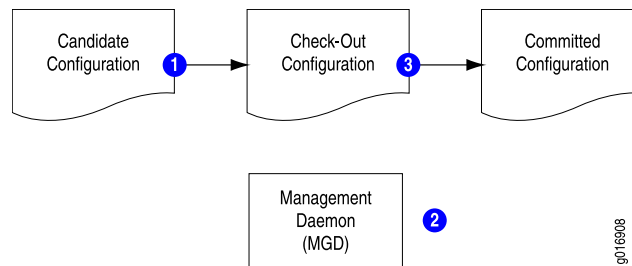 Candidate
Configuration
1
Check-Out
Configuration
3
Committed
Configuration
Management
Daemon
(MGD)
2
g016908